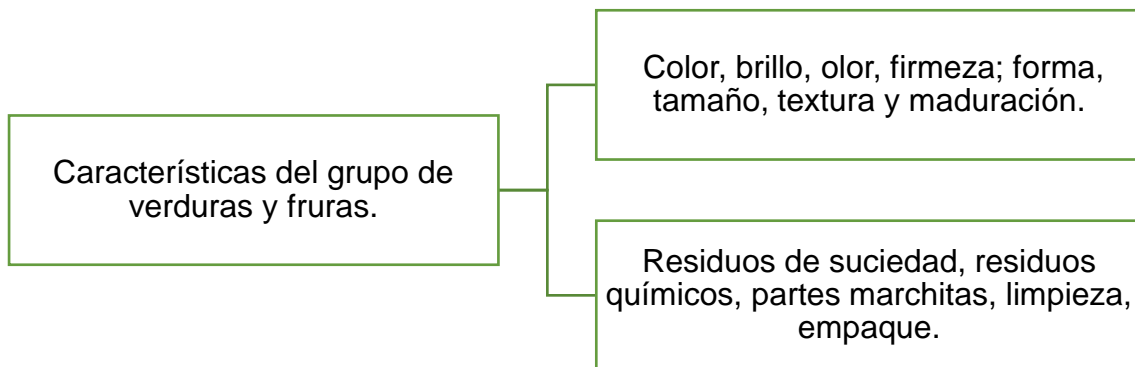 Características del grupo de
verduras y fruras.
Color, brillo, olor, firmeza; forma,
tamaño, textura y maduración.
Residuos de suciedad, residuos
químicos, partes marchitas, limpieza,
empaque.